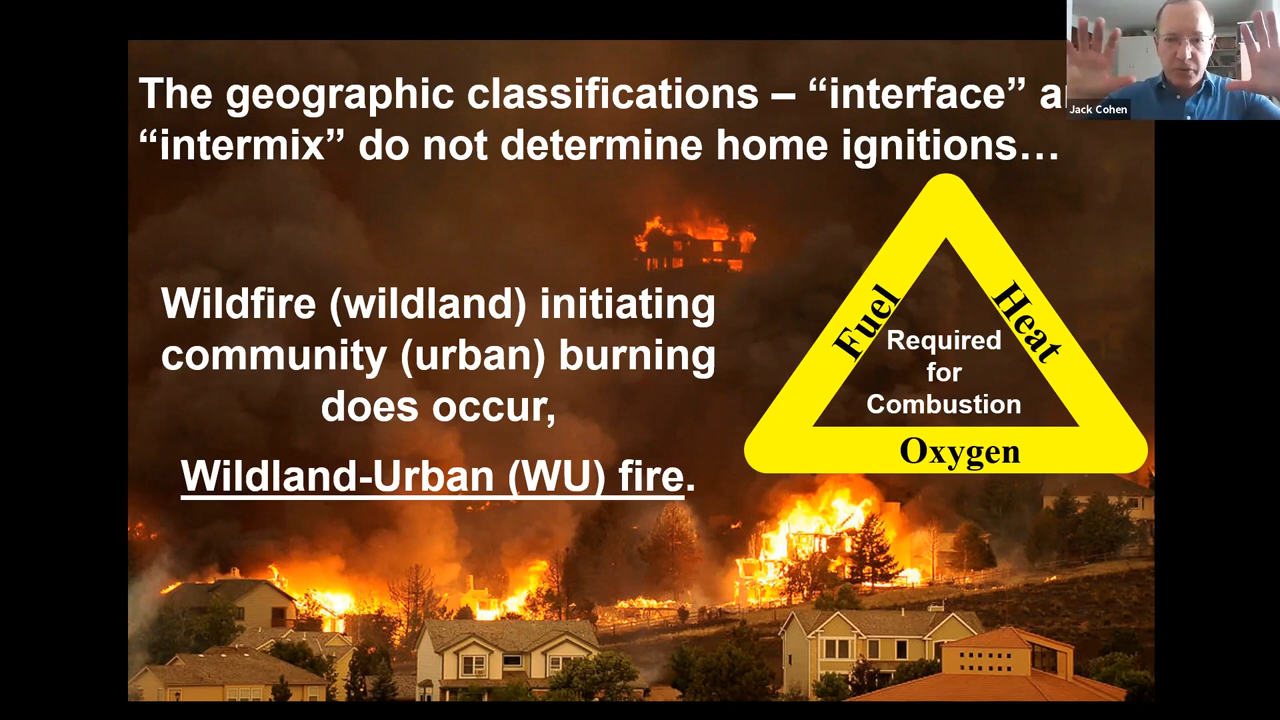 The geographic classifications – “interface” a
“intermix” do not determine home ignitions…
Jack Cohen
Wildfire (wildland) initiating
community (urban) burning
does occur,
Wildland-Urban (WU) fire.
Fuel
Heat
Required
for
Combustion
Oxygen